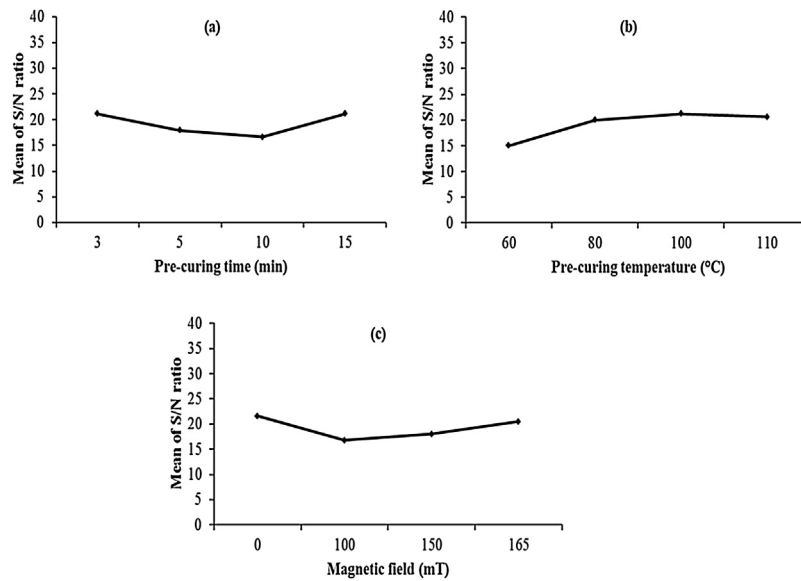 (a)
Mean of S/N ratio
40
35
30
25
20
15
10
5
0
3 5 10 15
Pre-curing time (min)
(b)
Mean of S/N ratio
40
35
30
25
20
15
10
5
0
60 80 100 110
Pre-curing temperature (°C)
(c)
Mean of S/N ratio
40
35
30
25
20
15
10
5
0
0 100 150 165
Magnetic field (mT)